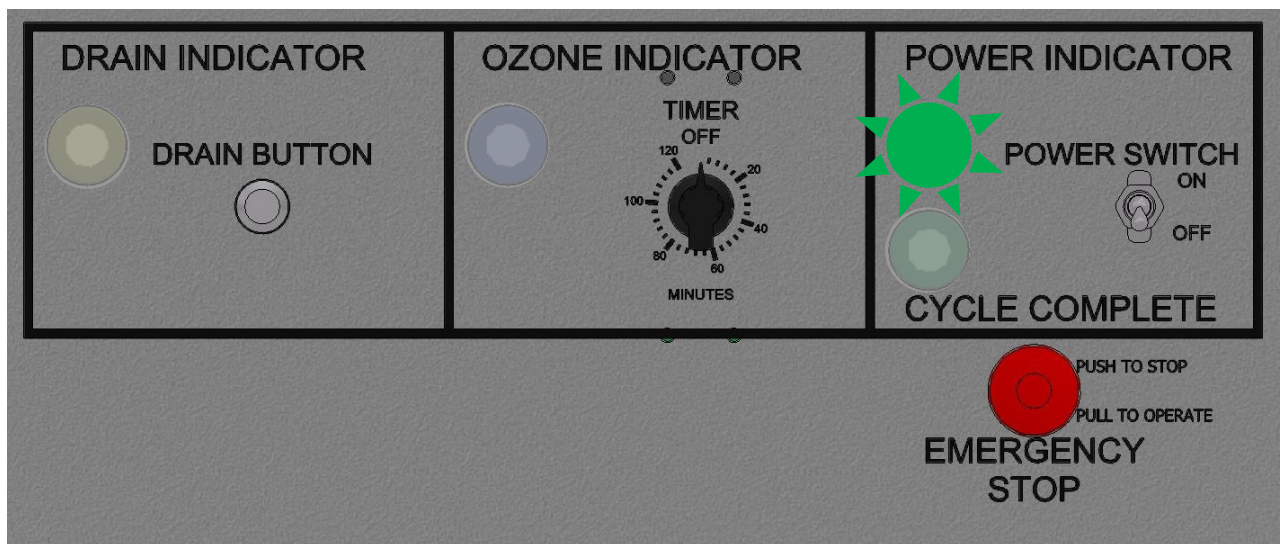 DRAIN INDICATOR
DRAIN BUTTON
OZONE INDICATOR
TIMER
OFF
120
20
100
40
80
60
MINUTES
POWER INDICATOR
POWER SWITCH
ON
OFF
CYCLE COMPLETE
PUSH TO STOP
PULL TO OPERATE
EMERGENCY
STOP